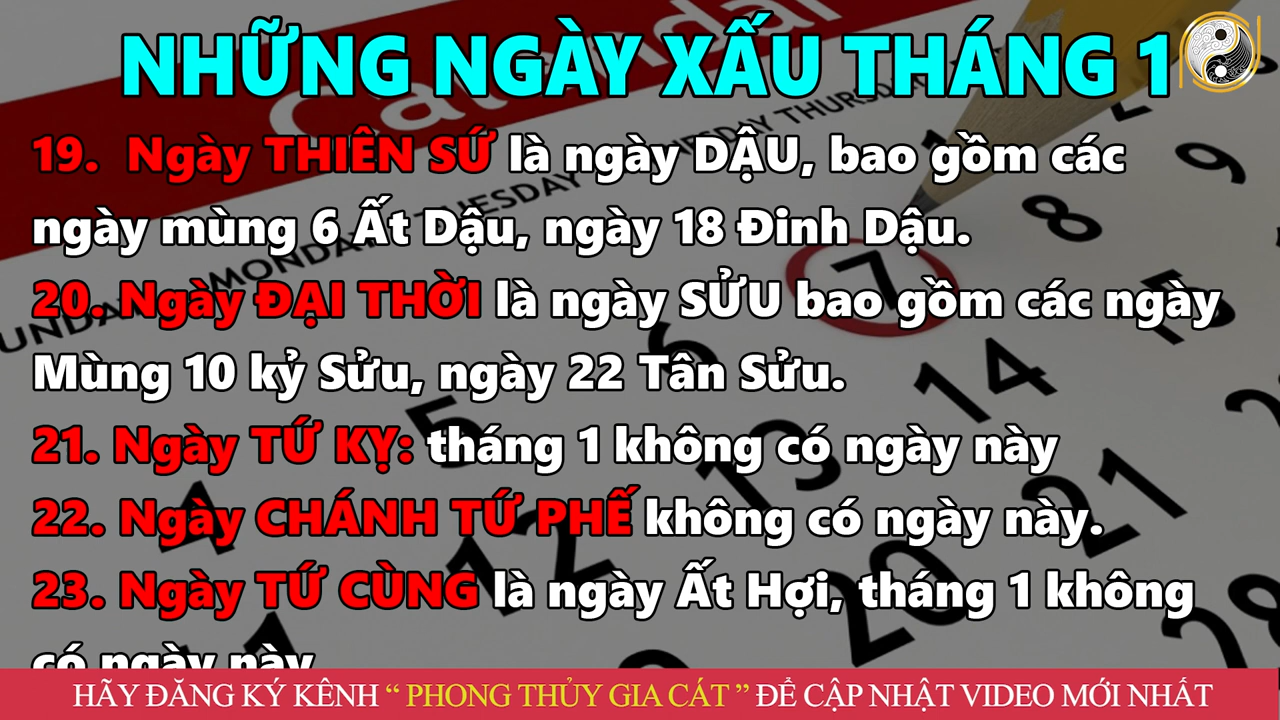 NHỮNG NGÀY XẤU THÁNG 1
19. Ngày THIÊN SỨ là ngày DẬU, bao gồm các
ngày mùng 6 Ất Dậu, ngày 18 Đinh Dậu.
20. Ngày ĐẠI THỜI là ngày SỬU bao gồm các ngày
Mùng 10 kỷ Sửu, ngày 22 Tân Sửu.
21. Ngày TỨ KỴ: tháng 1 không có ngày này
22. Ngày CHÁNH TỨ PHẾ không có ngày này.
23. Ngày TỨ CÙNG là ngày Ất Hợi, tháng 1 không
có ngày này
HÃY ĐĂNG KÝ KÊNH “ PHONG THỦY GIA CÁT ” ĐỂ CẬP NHẬT VIDEO MỚI NHẤT